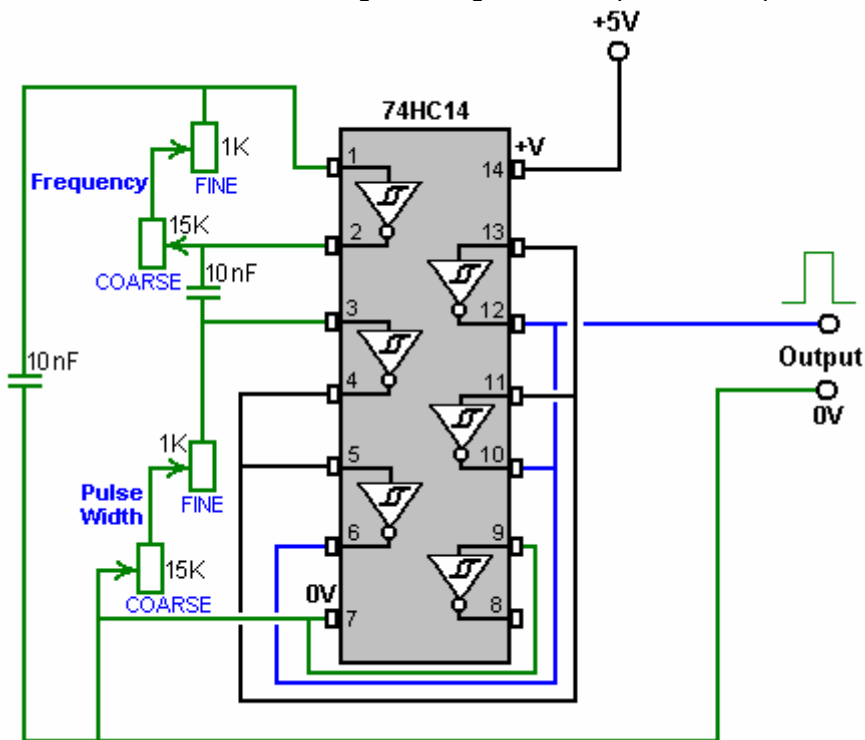 +5V
74HC14
+V
1K
1
14
Frequency
FINE
15K
2
13
COARSE
10nF
3
12
Output
10nF
4
11
0V
1K
5
10
Pulse
Width
FINE
6
9
15K
0V
COARSE
7
8